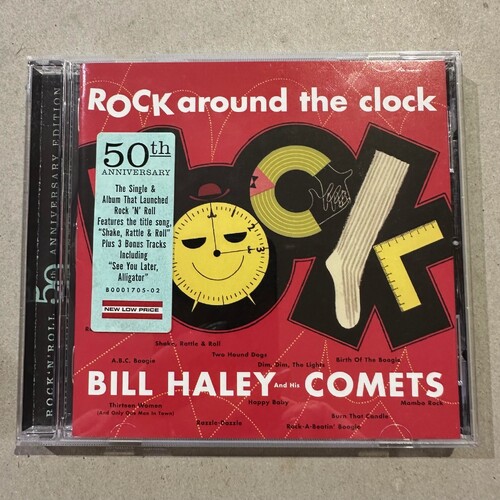 ROCK around the clock
50th
ANNIVERSARY
The Single &
Album That Launched
Rock 'N' Roll
Features the title song,
"Shake, Rattle & Roll"
Plus 3 Bonus Tracks
Including
"See You Later,
Alligator"
B0001705-02
NEW LOW PRICE
ROCK'N'ROLL 50 ANNIVERSARY EDITION
ROCK
Shake, Rattle & Roll
Two Hound Dogs
A.B.C. Boogie
Dim, Dim, The Lights
Birth Of The Boogie
BILL HALEY And His COMETS
Thirteen Women
(And Only One Man In Town)
Happy Baby
Mambo Rock
Razzle-Dazzle
Burn That Candle
Rock-A-Beatin' Boogie